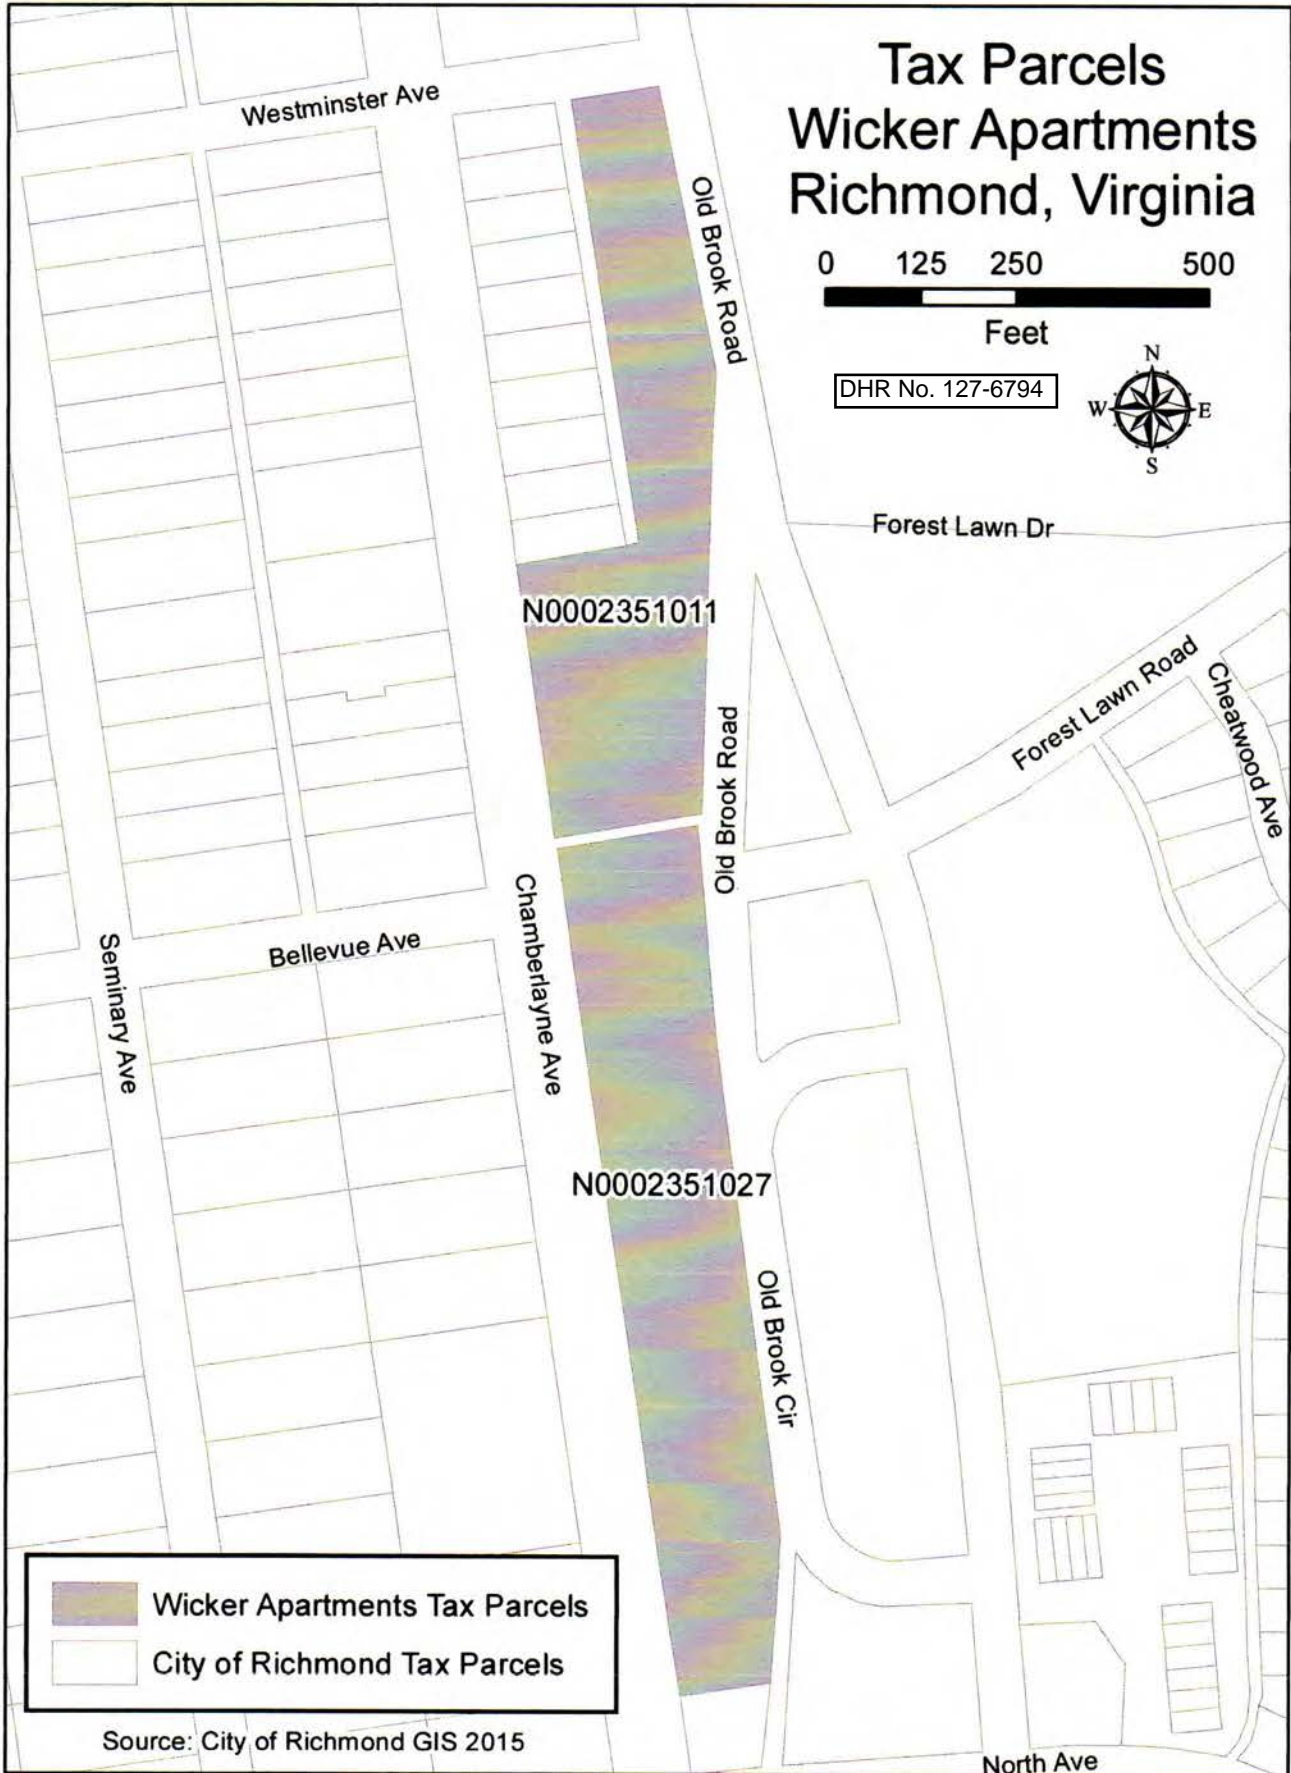 Tax Parcels
Wicker Apartments
Richmond, Virginia
0 125 250 500
Feet
DHR No. 127-6794
N
W E
S
Westminster Ave
Old Brook Road
Forest Lawn Dr
N0002351011
Forest Lawn Road
Cheatwood Ave
Old Brook Road
Chamberlayne Ave
Bellevue Ave
Seminary Ave
N0002351027
Old Brook Cir
Wicker Apartments Tax Parcels
City of Richmond Tax Parcels
Source: City of Richmond GIS 2015
North Ave